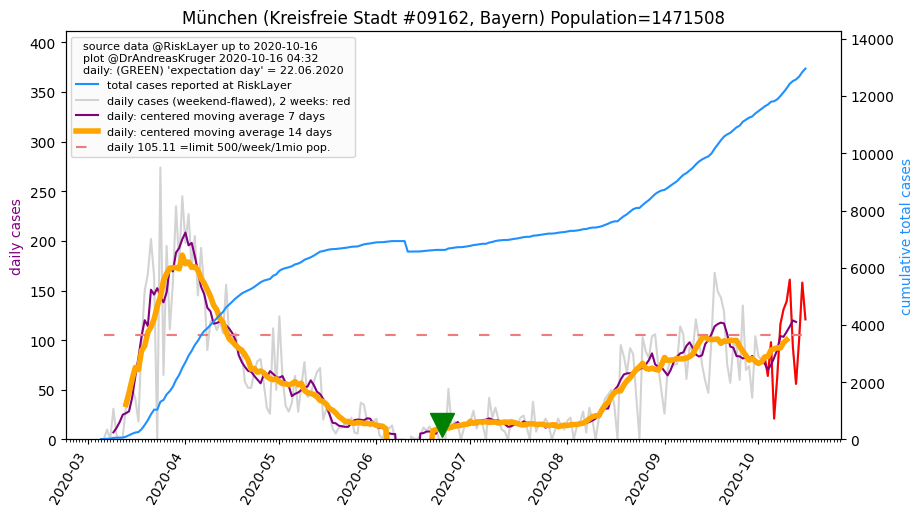 München (Kreisfreie Stadt #09162, Bayern) Population=1471508
source data @RiskLayer up to 2020-10-16
plot @DrAndreasKruger 2020-10-16 04:32
daily: (GREEN) 'expectation day' = 22.06.2020
total cases reported at RiskLayer
daily cases (weekend-flawed), 2 weeks: red
daily: centered moving average 7 days
daily: centered moving average 14 days
daily 105.11 =limit 500/week/1mio pop.
daily cases
400
350
300
250
200
150
100
50
0
cumulative total cases
14000
12000
10000
8000
6000
4000
2000
0
2020-03
2020-04
2020-05
2020-06
2020-07
2020-08
2020-09
2020-10